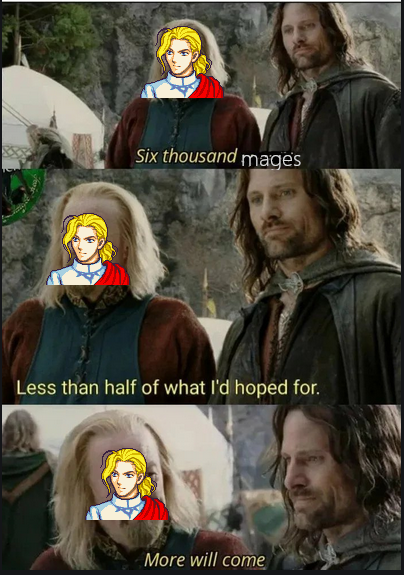 Six thousand mages
Less than half of what I'd hoped for.
More will come